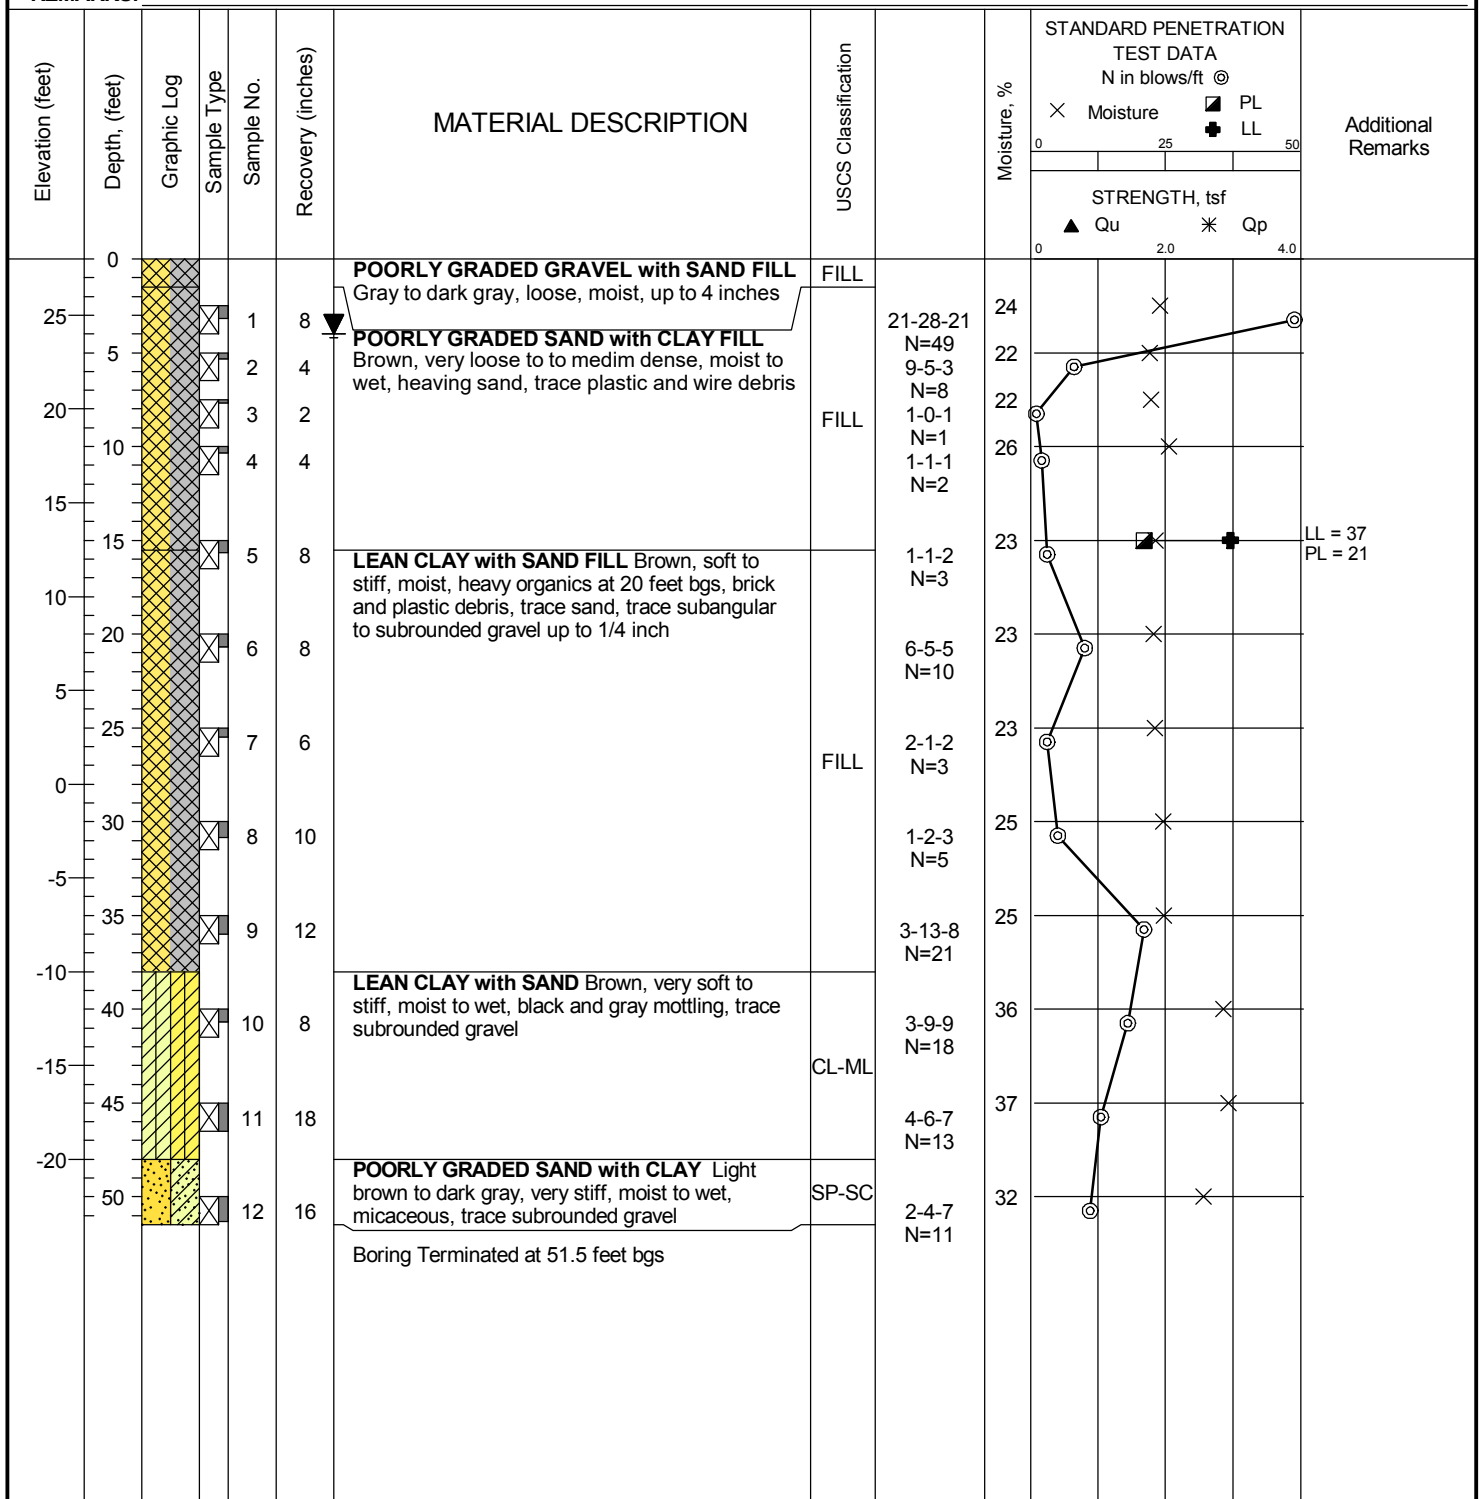 Elevation (feet)
Depth, (feet)
Graphic Log
Sample Type
Sample No.
Recovery (inches)
MATERIAL DESCRIPTION
USCS Classification
Moisture, %
STANDARD PENETRATION
TEST DATA
N in blows/ft
Moisture
PL
LL
0 25 50
STRENGTH, tsf
Qu Qp
0 2.0 4.0
Additional
Remarks
0
POORLY GRADED GRAVEL with SAND FILL
Gray to dark gray, loose, moist, up to 4 inches
FILL
24
25
1 8
21-28-21
N=49
POORLY GRADED SAND with CLAY FILL
Brown, very loose to to medim dense, moist to
wet, heaving sand, trace plastic and wire debris
5
22
2 4
9-5-3
N=8
20
22
3 2
FILL
1-0-1
N=1
10
26
4 4
1-1-1
N=2
15
15
23
LL = 37
PL = 21
5 8
1-1-2
N=3
LEAN CLAY with SAND FILL Brown, soft to
stiff, moist, heavy organics at 20 feet bgs, brick
and plastic debris, trace sand, trace subangular
to subrounded gravel up to 1/4 inch
10
20
23
6 8
6-5-5
N=10
5
25
23
7 6
2-1-2
N=3
FILL
0
30
25
8 10
1-2-3
N=5
-5
35
25
9 12
3-13-8
N=21
-10
LEAN CLAY with SAND Brown, very soft to
stiff, moist to wet, black and gray mottling, trace
subrounded gravel
40
36
10 8
3-9-9
N=18
-15
CL-ML
45
37
11 18
4-6-7
N=13
-20
POORLY GRADED SAND with CLAY Light
brown to dark gray, very stiff, moist to wet,
micaceous, trace subrounded gravel
SP-SC
50
32
12 16
2-4-7
N=11
Boring Terminated at 51.5 feet bgs